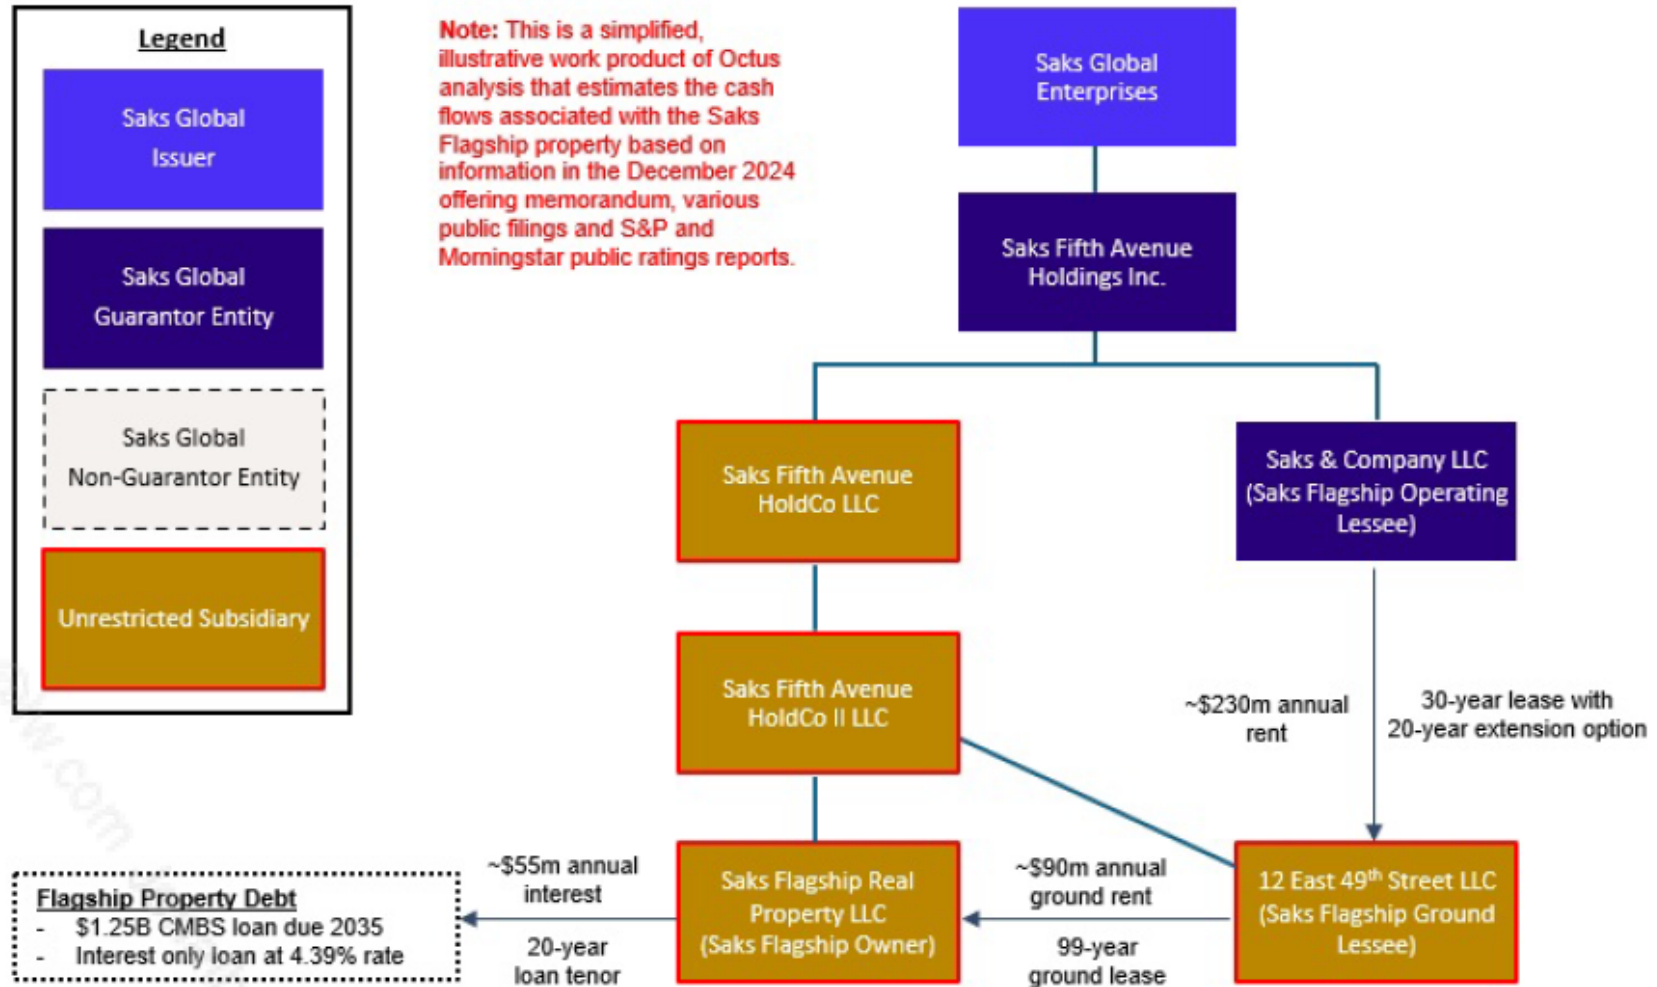 Legend
Saks Global
Issuer
Saks Global
Guarantor Entity
Saks Global
Non-Guarantor Entity
Unrestricted Subsidiary
Note: This is a simplified,
illustrative work product of Octus
analysis that estimates the cash
flows associated with the Saks
Flagship property based on
information in the December 2024
offering memorandum, various
public filings and S&P and
Morningstar public ratings reports.
Saks Global
Enterprises
Saks Fifth Avenue
Holdings Inc.
Saks Fifth Avenue
HoldCo LLC
Saks & Company LLC
(Saks Flagship Operating
Lessee)
Saks Fifth Avenue
HoldCo II LLC
~$230m annual
rent
30-year lease with
20-year extension option
Flagship Property Debt
- $1.25B CMBS loan due 2035
- Interest only loan at 4.39% rate
~$55m annual
interest
20-year
loan tenor
Saks Flagship Real
Property LLC
(Saks Flagship Owner)
~$90m annual
ground rent
99-year
ground lease
12 East 49th Street LLC
(Saks Flagship Ground
Lessee)